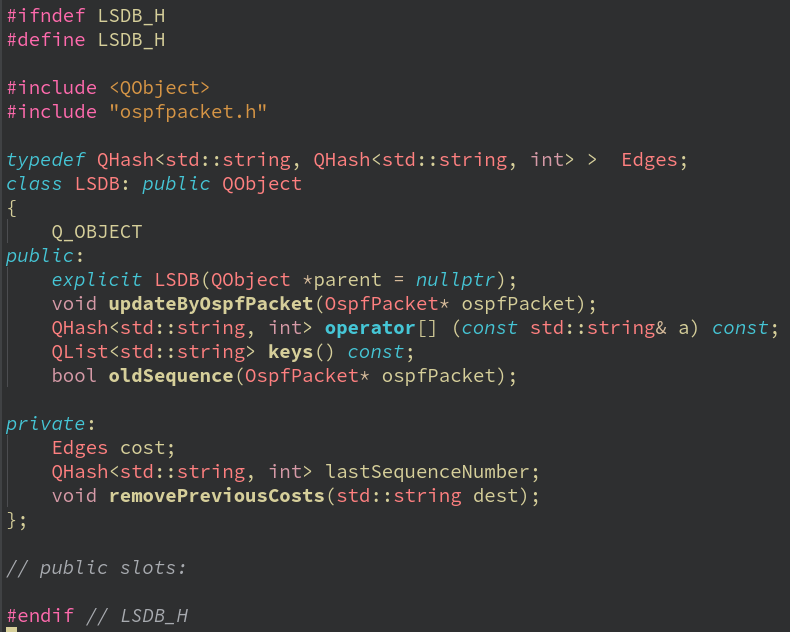 #ifndef LSDB_H
#define LSDB_H

#include <QObject>
#include "ospfpacket.h"

typedef QHash<std::string, QHash<std::string, int> >  Edges;
class LSDB: public QObject
{
    Q_OBJECT
public:
    explicit LSDB(QObject *parent = nullptr);
    void updateByOspfPacket(OspfPacket* ospfPacket);
    QHash<std::string, int> operator[] (const std::string& a) const;
    QList<std::string> keys() const;
    bool oldSequence(OspfPacket* ospfPacket);

private:
    Edges cost;
    QHash<std::string, int> lastSequenceNumber;
    void removePreviousCosts(std::string dest);
};

// public slots:

#endif // LSDB_H